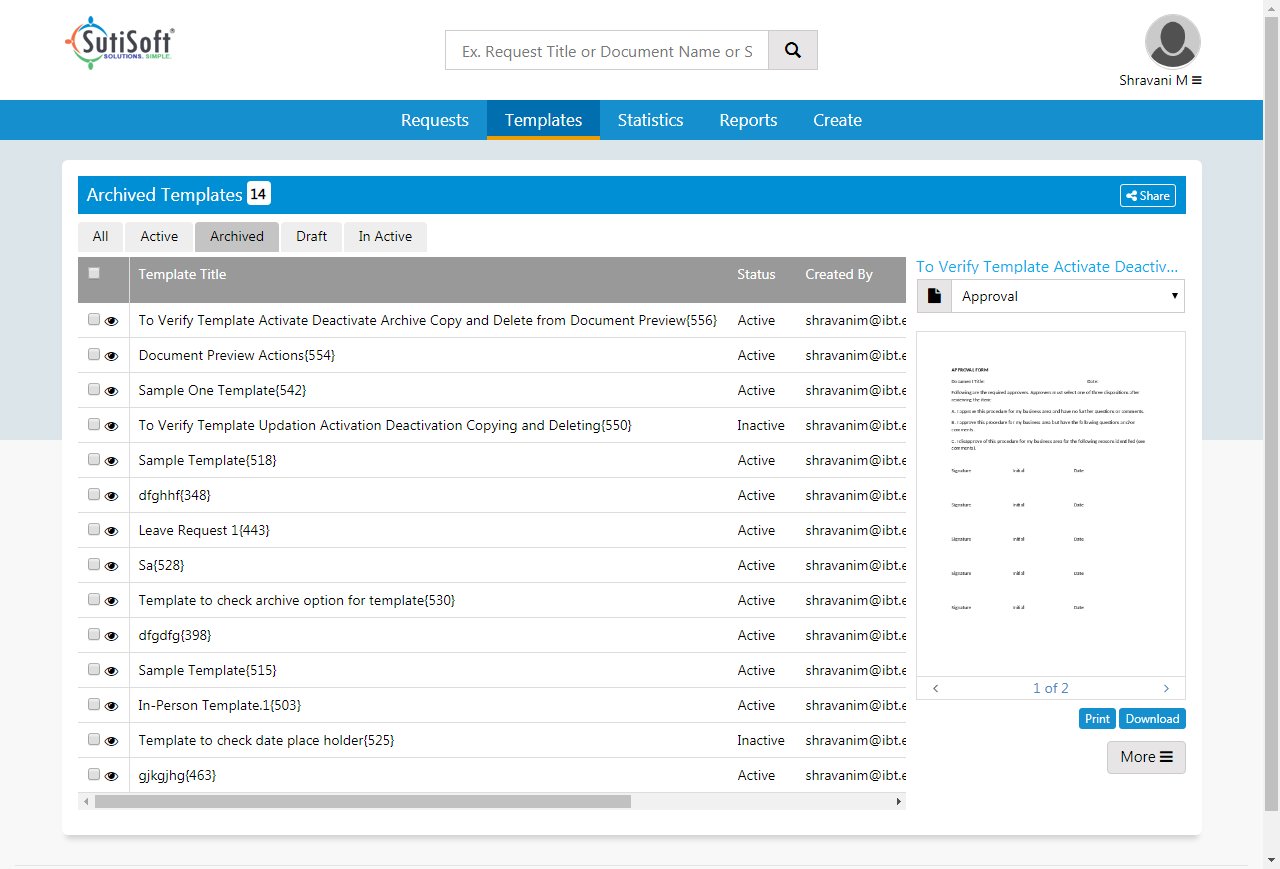 SutiSoft®
SOLUTIONS. SIMPLE.
Ex. Request Title or Document Name or S
Shravani M
Requests Templates Statistics Reports Create
Archived Templates 14
Share
All Active Archived Draft In Active
Template Title Status Created By
To Verify Template Activate Deactivate Archive Copy and Delete from Document Preview{556} Active shravanim@ibt.e
Document Preview Actions{554} Active shravanim@ibt.e
Sample One Template{542} Active shravanim@ibt.e
To Verify Template Updation Activation Deactivation Copying and Deleting{550} Inactive shravanim@ibt.e
Sample Template{518} Active shravanim@ibt.e
dfghhf{348} Active shravanim@ibt.e
Leave Request 1{443} Active shravanim@ibt.e
Sa{528} Active shravanim@ibt.e
Template to check archive option for template{530} Active shravanim@ibt.e
dfgdfg{398} Active shravanim@ibt.e
Sample Template{515} Active shravanim@ibt.e
In-Person Template.1{503} Active shravanim@ibt.e
Template to check date place holder{525} Inactive shravanim@ibt.e
gjkgjhg{463} Active shravanim@ibt.e
To Verify Template Activate Deactiv...
Approval
APPROVAL FORM
Document Title: Date:
Following are the required approvers. Approvers must select one of three dispositions after
reviewing the item:
A. I approve this procedure for my business area and have no further questions or comments.
B. I approve this procedure for my business area but have the following questions and/or
comments.
C. I disapprove of this procedure for my business area for the following reasons identified (see
comments).
Signature Initial Date
Signature Initial Date
Signature Initial Date
Signature Initial Date
Signature Initial Date
1 of 2
Print Download
More